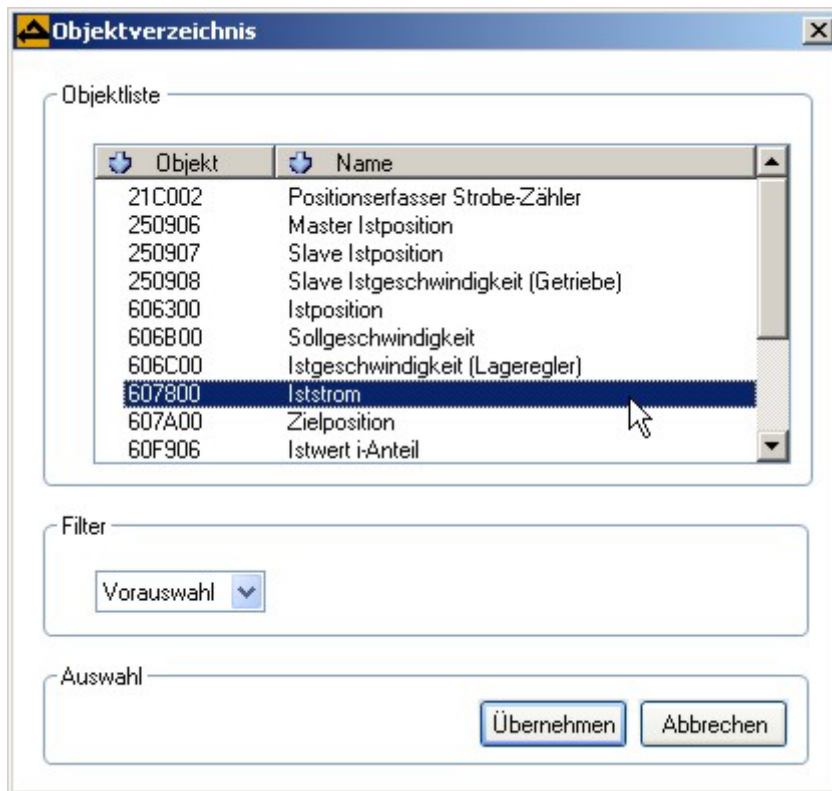 Objektverzeichnis
Objektliste
Objekt Name
21C002 Positionserfasser Strobe-Zähler
250906 Master Istposition
250907 Slave Istposition
250908 Slave Istgeschwindigkeit (Getriebe)
606300 Istposition
606B00 Sollgeschwindigkeit
606C00 Istgeschwindigkeit (Lageregler)
607800 Iststrom
607A00 Zielposition
60F906 Istwert i-Anteil
Filter
Vorauswahl
Auswahl
Übernehmen Abbrechen